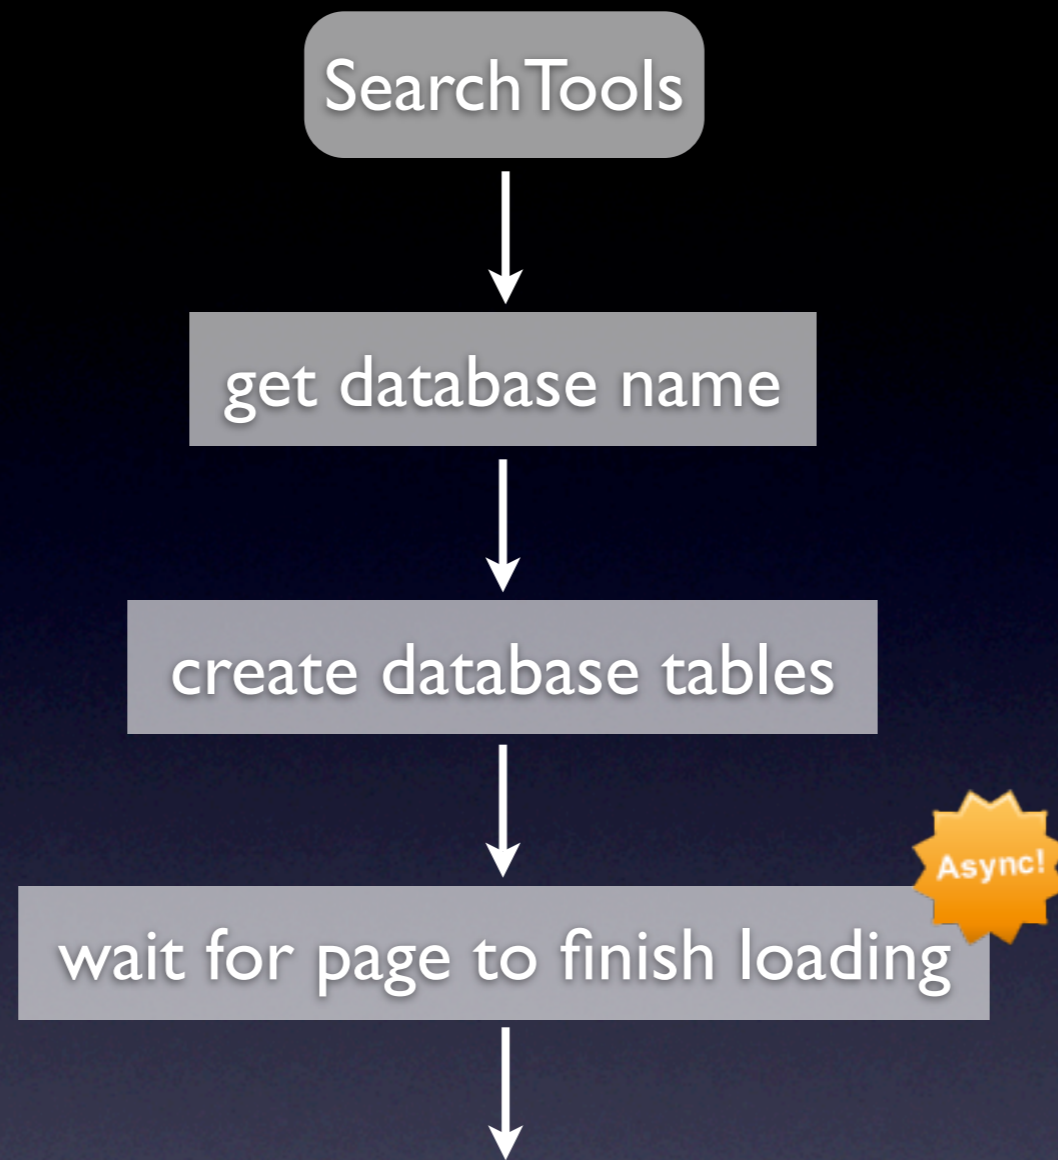 SearchTools
get database name
create database tables
Async!
wait for page to finish loading